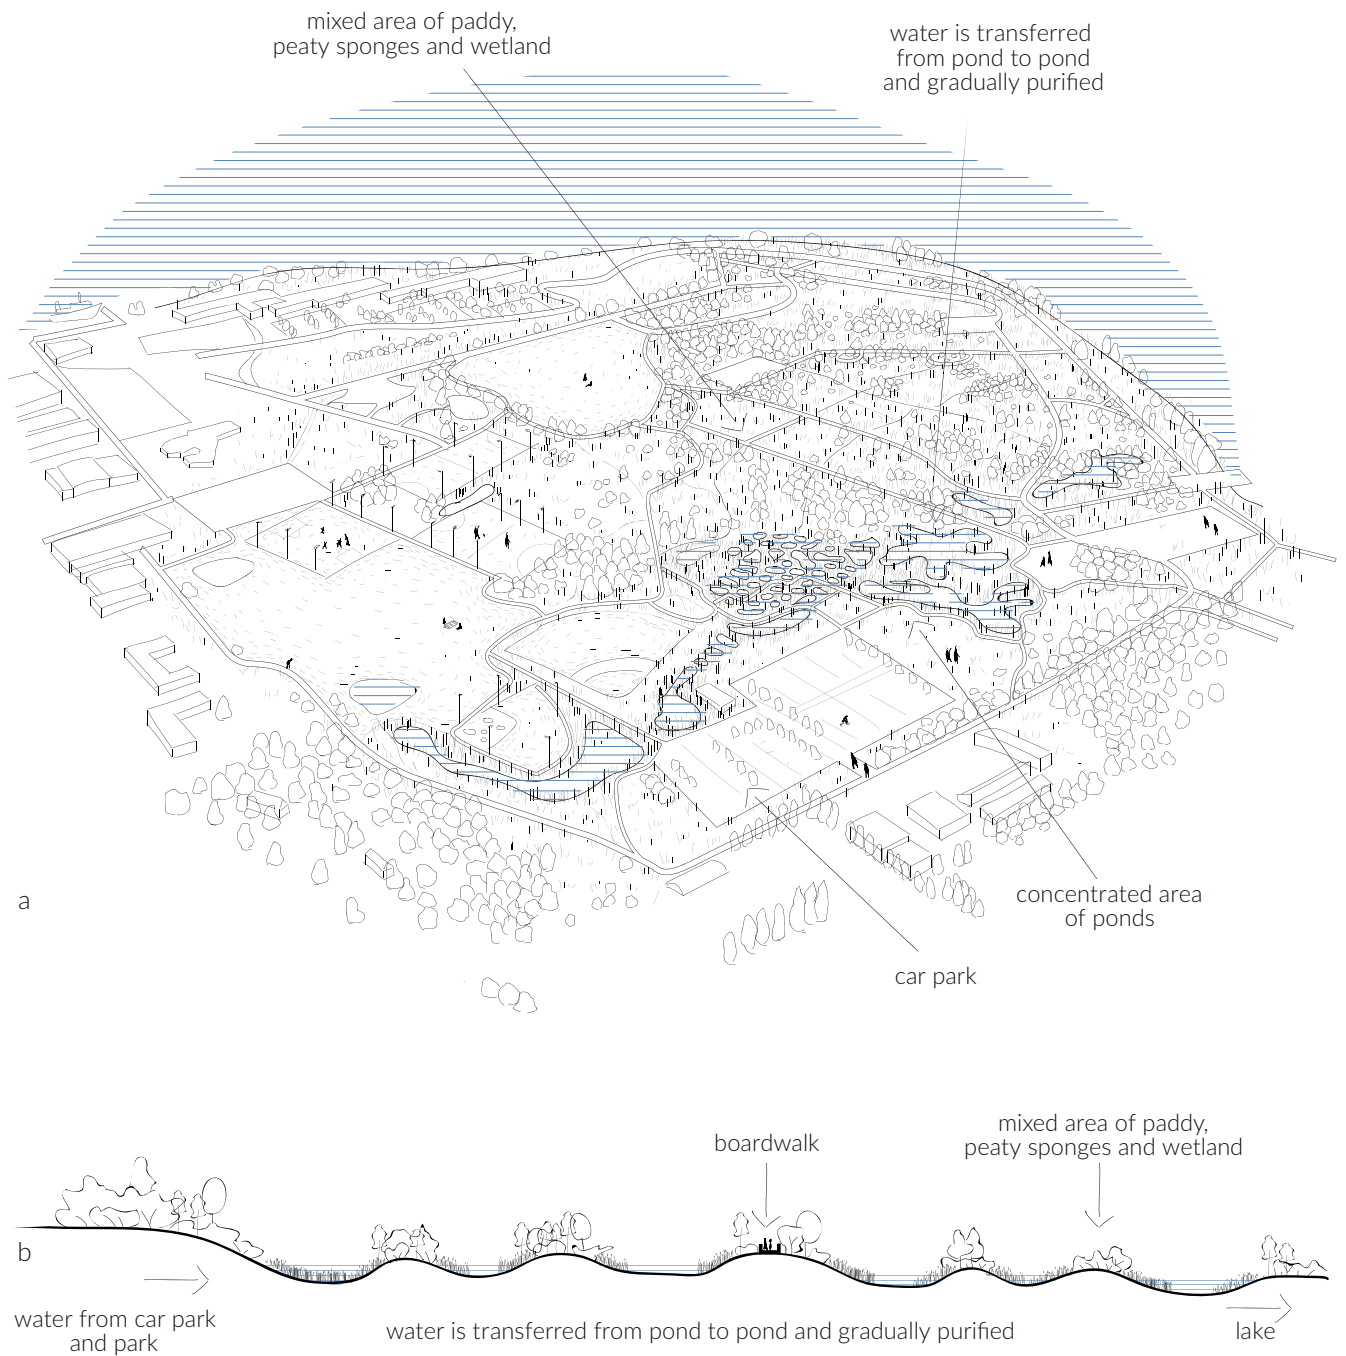 mixed area of paddy,
peaty sponges and wetland
water is transferred
from pond to pond
and gradually purified
a
concentrated area
of ponds
car park
boardwalk
mixed area of paddy,
peaty sponges and wetland
b
water from car park
and park
water is transferred from pond to pond and gradually purified
lake